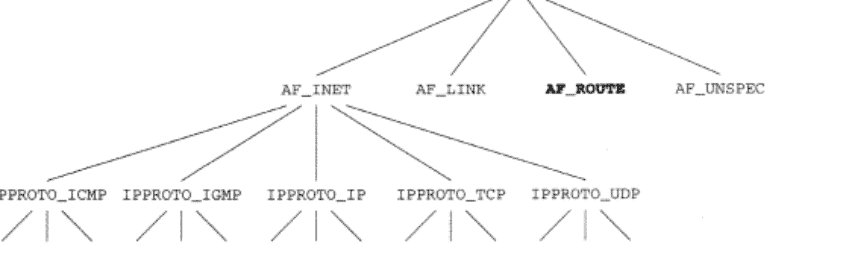 AF_INET AF_LINK AF_ROUTE AF_UNSPEC
PPROTO_ICMP IPPROTO_IGMP IPPROTO_IP IPPROTO_TCP IPPROTO_UDP